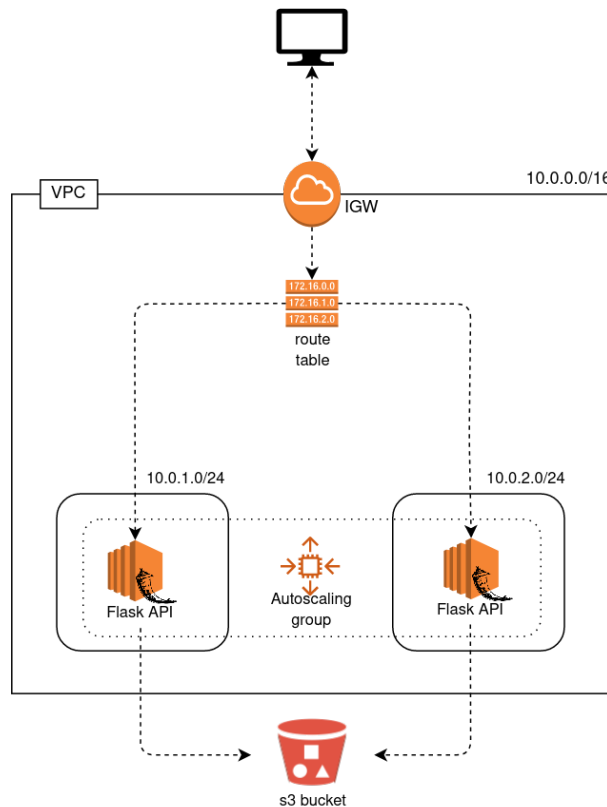 VPC
10.0.0.0/16
IGW
172.16.0.0
172.16.1.0
172.16.2.0
route
table
10.0.1.0/24
10.0.2.0/24
Flask API
Autoscaling
group
Flask API
s3 bucket